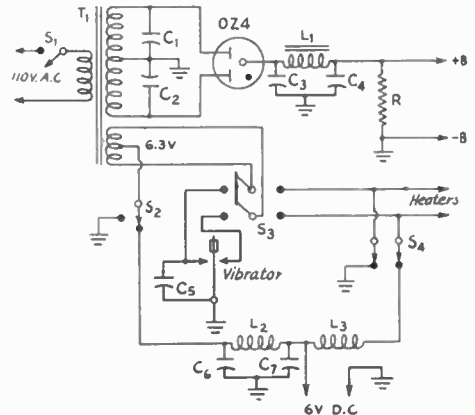 T1
OZ4
S1
C1
L1
+B
110V. A.C
C2
C3
C4
R
-B
6.3V
S2
S3
Heaters
S4
Vibrator
C5
L2
L3
C6
C7
6V D.C